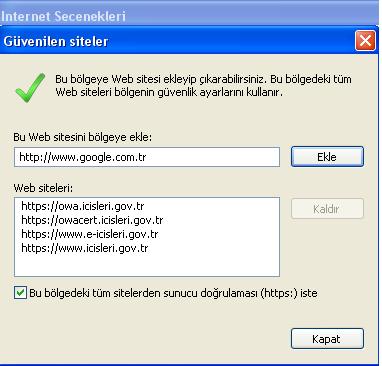 Internet Secenekleri
Güvenilen siteler
Bu bölgeye Web sitesi ekleyip çıkarabilirsiniz. Bu bölgedeki tüm
Web siteleri bölgenin güvenlik ayarlarını kullanır.
Bu Web sitesini bölgeye ekle:
http://www.google.com.tr
Ekle
Web siteleri:
https://owa.icisleri.gov.tr
https://owacert.icisleri.gov.tr
https://www.e-icisleri.gov.tr
https://www.icisleri.gov.tr
Kaldır
Bu bölgedeki tüm sitelerden sunucu doğrulaması (https:) iste
Kapat